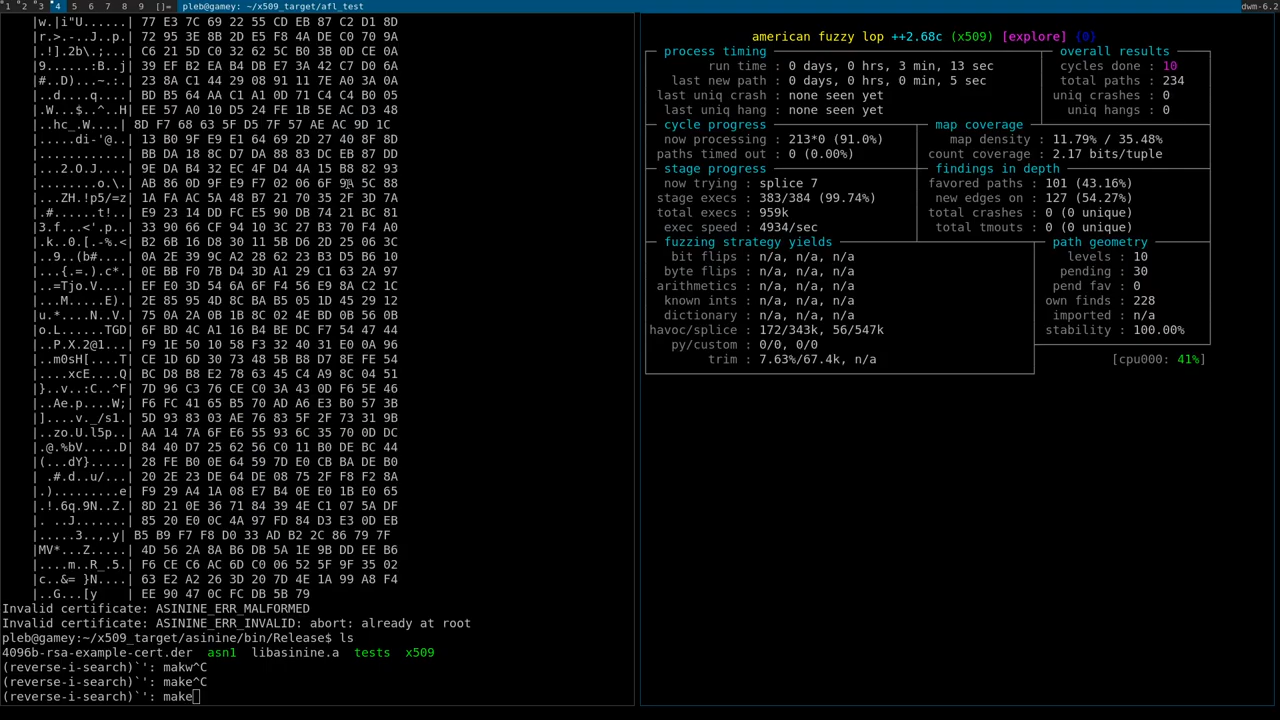 1 2 3 4 5 6 7 8 9 []= pleb@gamey: ~/x509_target/afl_test dwm-6.2
|w.|i"U......| 77 E3 7C 69 22 55 CD EB 87 C2 D1 8D
|r.>.-..J..p.| 72 95 3E 8B 2D E5 F8 4A DE C0 70 9A
|.!].2b\.;...| C6 21 5D C0 32 62 5C B0 3B 0D CE 0A
|9......:B..j| 39 EF B2 EA B4 DB E7 3A 42 C7 D0 6A
|#..D)...~.:.| 23 8A C1 44 29 08 91 11 7E A0 3A 0A
|..d....q....| BD B5 64 AA C1 A1 0D 71 C4 C4 B0 05
|.W...$..^..H| EE 57 A0 10 D5 24 FE 1B 5E AC D3 48
|..hc_.W....| 8D F7 68 63 5F D5 7F 57 AE AC 9D 1C
|.....di-'@..| 13 B0 9F E9 E1 64 69 2D 27 40 8F 8D
|............| BB DA 18 8C D7 DA 88 83 DC EB 87 DD
|...2.O.J....| 9E DA B4 32 EC 4F D4 4A 15 B8 82 93
|.........o.\.| AB 86 0D 9F E9 F7 02 06 6F 9A 5C 88
|...ZH.!p5/=z| 1A FA AC 5A 48 B7 21 70 35 2F 3D 7A
|.#......t!..| E9 23 14 DD FC E5 90 DB 74 21 BC 81
|3.f...<'.p..| 33 90 66 CF 94 10 3C 27 B3 70 F4 A0
|.k..0.[.-%.<| B2 6B 16 D8 30 11 5B D6 2D 25 06 3C
|..9..(b#....| 0A 2E 39 9C A2 28 62 23 B3 D5 B6 10
|...{.=.).c*.| 0E BB F0 7B D4 3D A1 29 C1 63 2A 97
|..=Tjo.V....| EF E0 3D 54 6A 6F F4 56 E9 8A C2 1C
|...M.....E).| 2E 85 95 4D 8C BA B5 05 1D 45 29 12
|u.*....N..V.| 75 0A 2A 0B 1B 8C 02 4E BD 0B 56 0B
|o.L......TGD| 6F BD 4C A1 16 B4 BE DC F7 54 47 44
|..P.X.2@1...| F9 1E 50 10 58 F3 32 40 31 E0 0A 96
|..m0sH[....T| CE 1D 6D 30 73 48 5B B8 D7 8E FE 54
|....xcE....Q| BC D8 B8 E2 78 63 45 C4 A9 8C 04 51
|}..v..:C..^F| 7D 96 C3 76 CE C0 3A 43 0D F6 5E 46
|..Ae.p....W;| F6 FC 41 65 B5 70 AD A6 E3 B0 57 3B
|]....v._/s1.| 5D 93 83 03 AE 76 83 5F 2F 73 31 9B
|..zo.U.l5p..| AA 14 7A 6F E6 55 93 6C 35 70 0D DC
|.@.%bV.....D| 84 40 D7 25 62 56 C0 11 B0 DE BC 44
|(...dY}.....| 28 FE B0 0E 64 59 7D E0 CB BA DE B0
| .#.d..u/...| 20 2E 23 DE 64 DE 08 75 2F F8 F2 8A
|.).........e| F9 29 A4 1A 08 E7 B4 0E E0 1B E0 65
|.!.6q.9N..Z.| 8D 21 0E 36 71 84 39 4E C1 07 5A DF
|. ..J.......| 85 20 E0 0C 4A 97 FD 84 D3 E3 0D EB
|.....3..,.y| B5 B9 F7 F8 D0 33 AD B2 2C 86 79 7F
|MV*...Z.....| 4D 56 2A 8A B6 DB 5A 1E 9B DD EE B6
|....m..R_.5.| F6 CE C6 AC 6D C0 06 52 5F 9F 35 02
|c..&= }N....| 63 E2 A2 26 3D 20 7D 4E 1A 99 A8 F4
|..G...[y | EE 90 47 0C FC DB 5B 79
Invalid certificate: ASININE_ERR_MALFORMED
Invalid certificate: ASININE_ERR_INVALID: abort: already at root
pleb@gamey:~/x509_target/asinine/bin/Release$ ls
4096b-rsa-example-cert.der asn1 libasinine.a tests x509
(reverse-i-search)`': makw^C
(reverse-i-search)`': make^C
(reverse-i-search)`': make
american fuzzy lop ++2.68c (x509) [explore] {0}
process timing overall results
run time : 0 days, 0 hrs, 3 min, 13 sec cycles done : 10
last new path : 0 days, 0 hrs, 0 min, 5 sec total paths : 234
last uniq crash : none seen yet uniq crashes : 0
last uniq hang : none seen yet uniq hangs : 0
cycle progress map coverage
now processing : 213*0 (91.0%) map density : 11.79% / 35.48%
paths timed out : 0 (0.00%) count coverage : 2.17 bits/tuple
stage progress findings in depth
now trying : splice 7 favored paths : 101 (43.16%)
stage execs : 383/384 (99.74%) new edges on : 127 (54.27%)
total execs : 959k total crashes : 0 (0 unique)
exec speed : 4934/sec total tmouts : 0 (0 unique)
fuzzing strategy yields path geometry
bit flips : n/a, n/a, n/a levels : 10
byte flips : n/a, n/a, n/a pending : 30
arithmetics : n/a, n/a, n/a pend fav : 0
known ints : n/a, n/a, n/a own finds : 228
dictionary : n/a, n/a, n/a imported : n/a
havoc/splice : 172/343k, 56/547k stability : 100.00%
py/custom : 0/0, 0/0
trim : 7.63%/67.4k, n/a [cpu000: 41%]